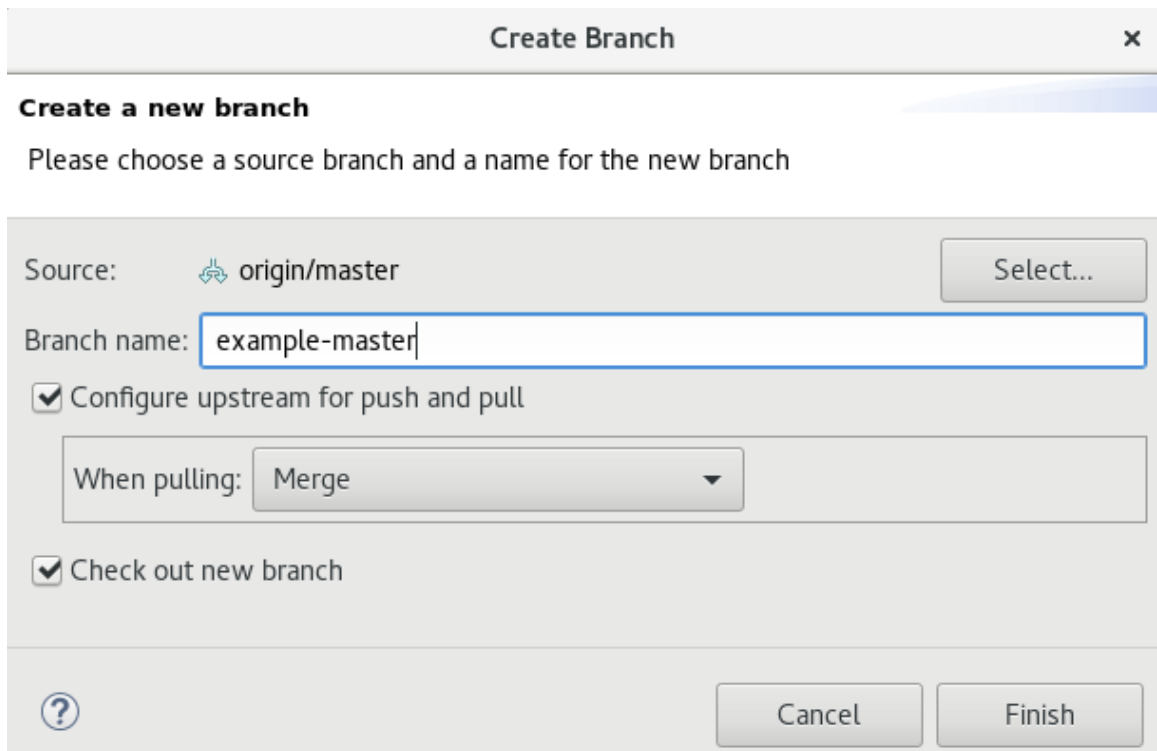 Create Branch ×
Create a new branch
Please choose a source branch and a name for the new branch
Source: origin/master Select...
Branch name: example-master
Configure upstream for push and pull
When pulling: Merge
Check out new branch
? Cancel Finish